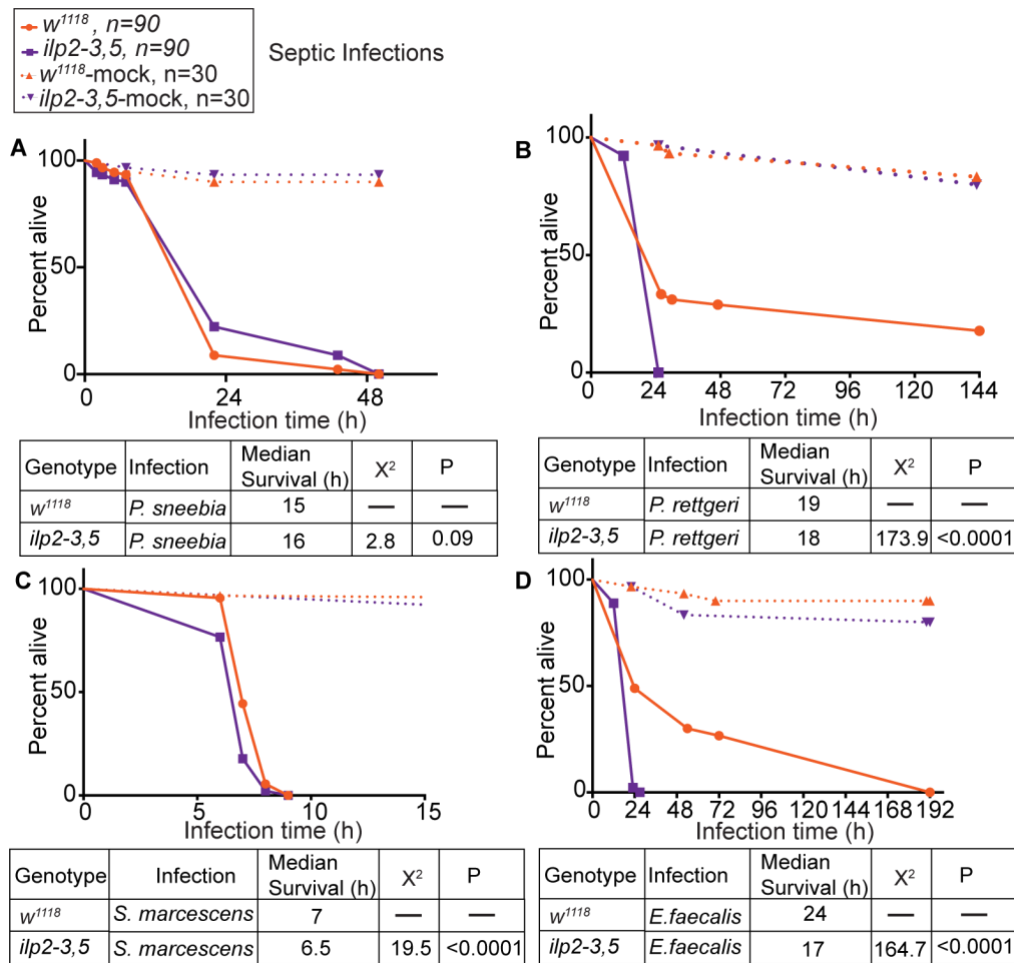 w1118 , n=90
ilp2-3,5, n=90
w1118-mock, n=30
ilp2-3,5-mock, n=30
Septic Infections
A
100
50
0
Percent alive
0 24 48
Infection time (h)
Genotype Infection Median Survival (h) X2 P
w1118 P. sneebia 15 — —
ilp2-3,5 P. sneebia 16 2.8 0.09
B
100
50
0
Percent alive
0 24 48 72 96 120 144
Infection time (h)
Genotype Infection Median Survival (h) X2 P
w1118 P. rettgeri 19 — —
ilp2-3,5 P. rettgeri 18 173.9 <0.0001
C
100
50
0
Percent alive
0 5 10 15
Infection time (h)
Genotype Infection Median Survival (h) X2 P
w1118 S. marcescens 7 — —
ilp2-3,5 S. marcescens 6.5 19.5 <0.0001
D
100
50
0
Percent alive
0 24 48 72 96 120 144 168 192
Infection time (h)
Genotype Infection Median Survival (h) X2 P
w1118 E.faecalis 24 — —
ilp2-3,5 E.faecalis 17 164.7 <0.0001